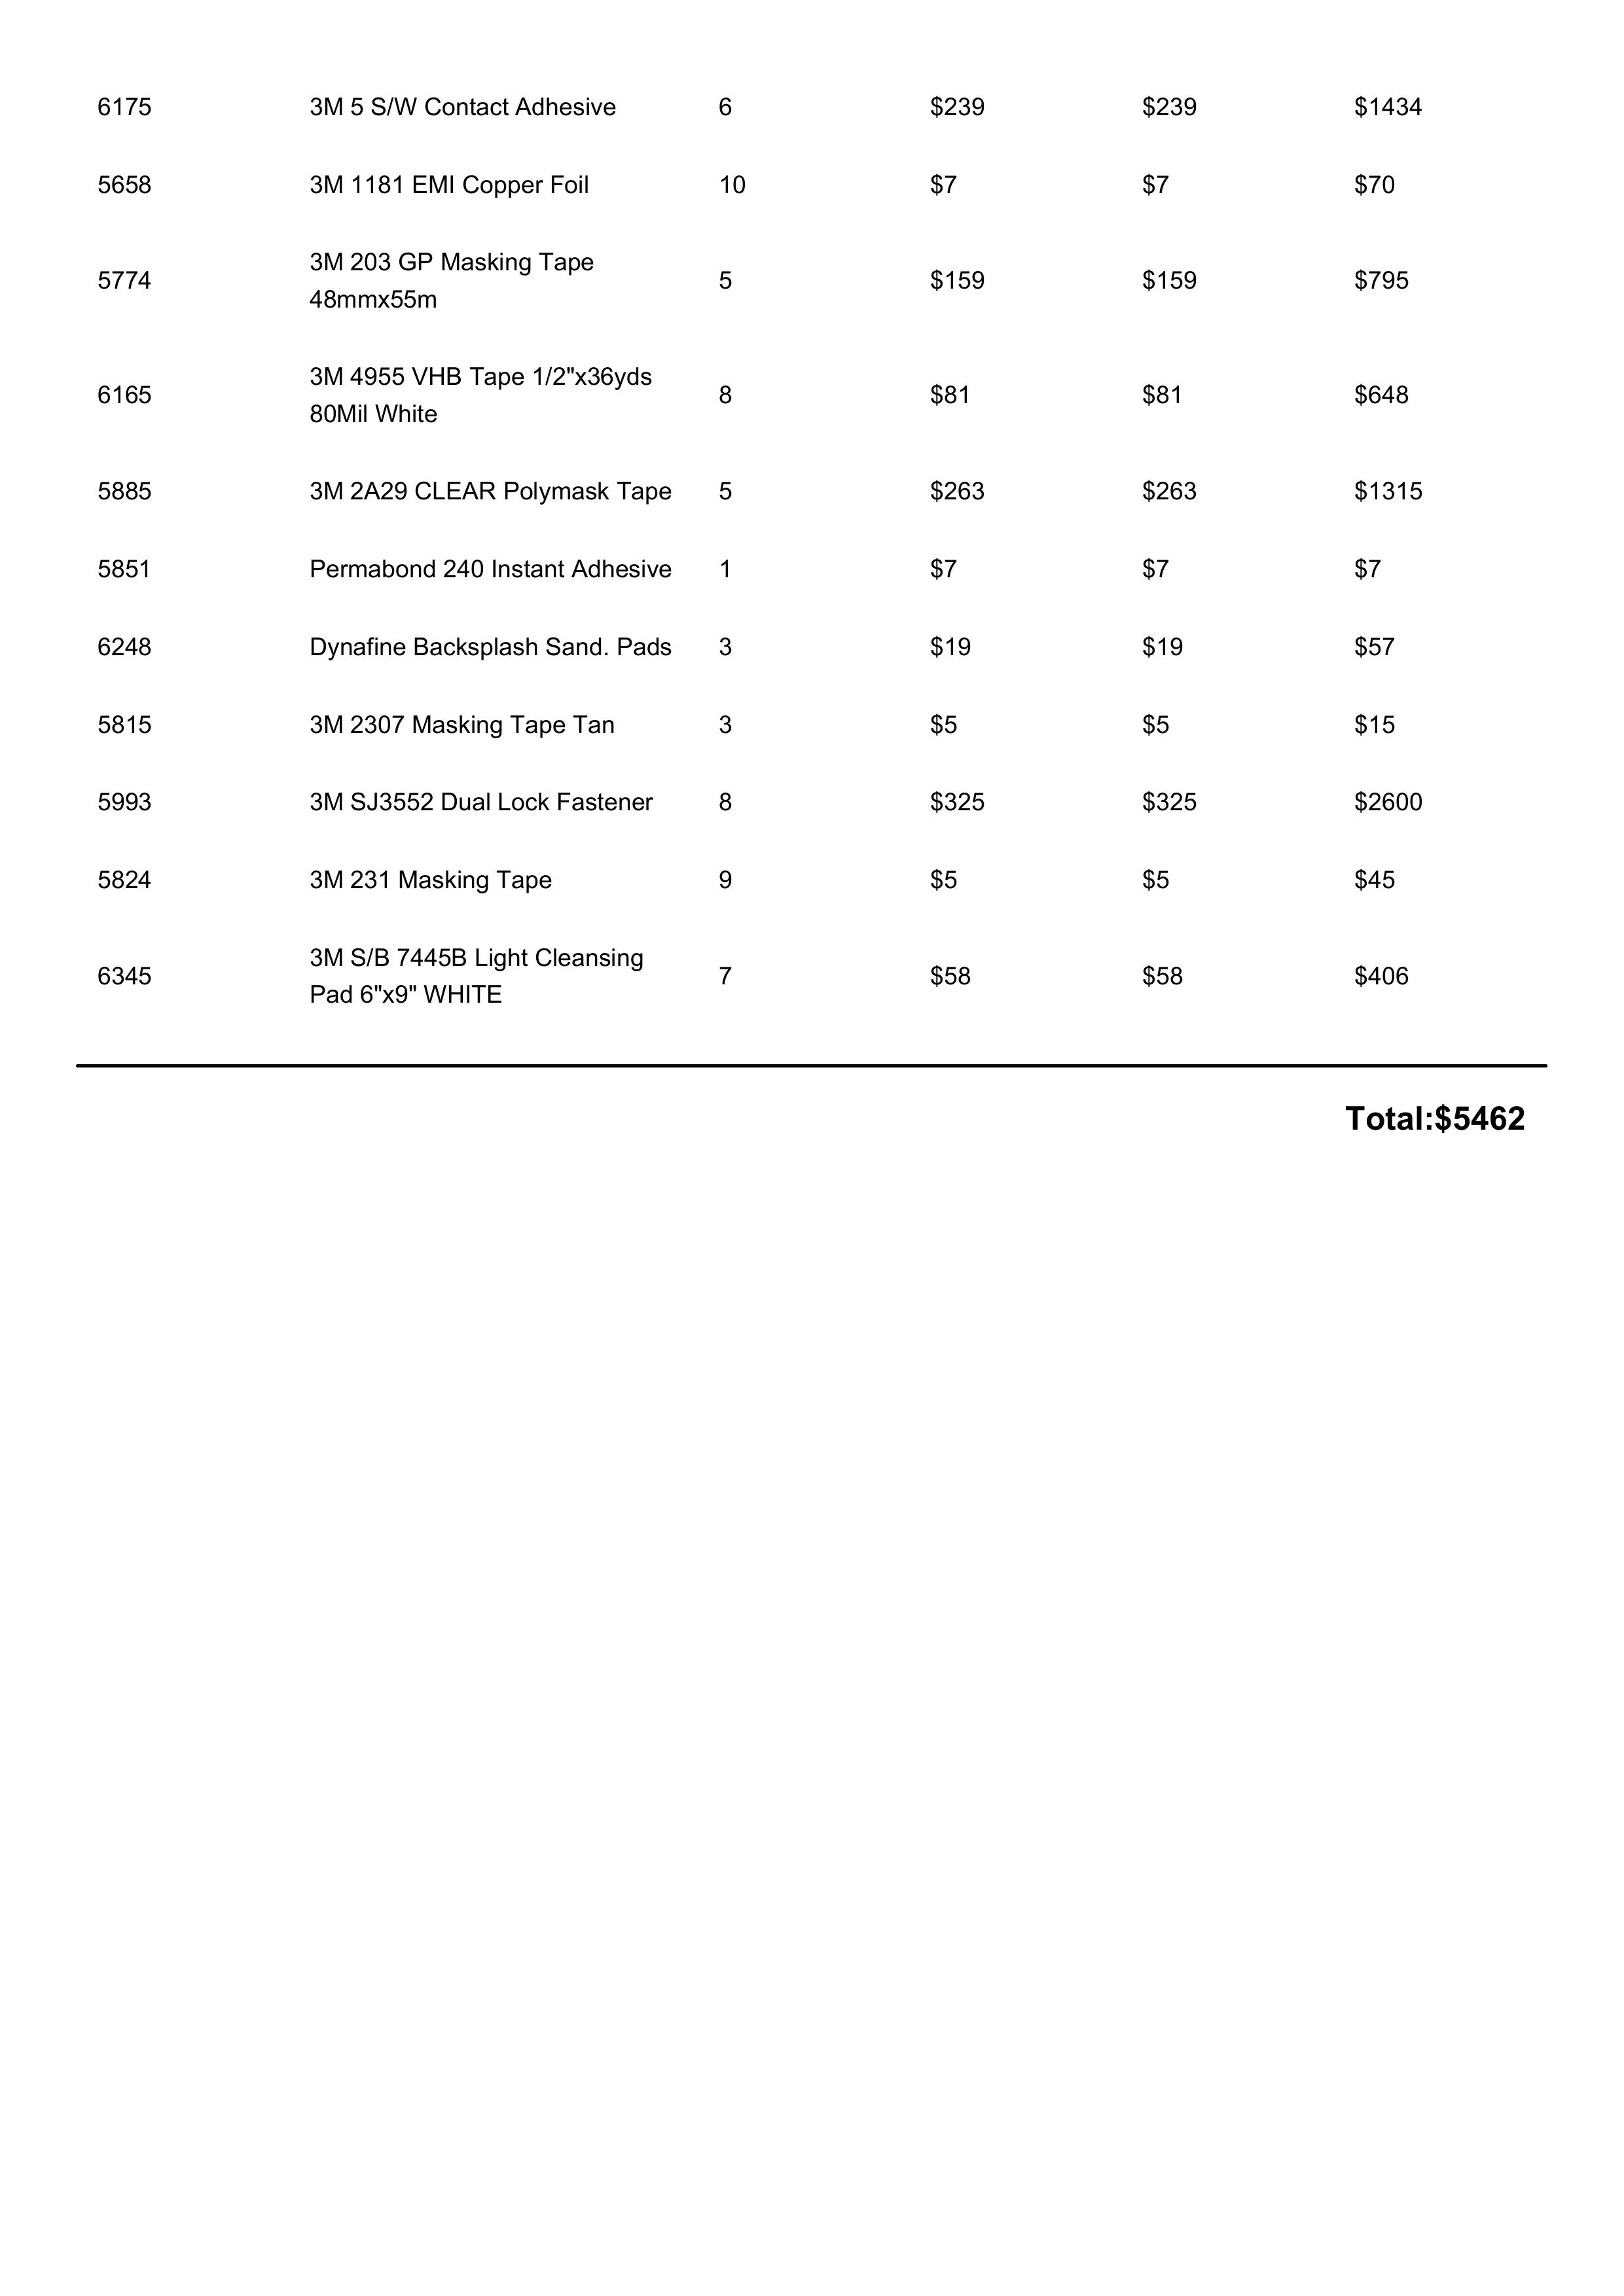 6175 3M 5 S/W Contact Adhesive 6 $239 $239 $1434
5658 3M 1181 EMI Copper Foil 10 $7 $7 $70
3M 203 GP Masking Tape
5774 5 $159 $159 $795
48mmx55m
3M 4955 VHB Tape 1/2"x36yds
6165 8 $81 $81 $648
80Mil White
5885 3M 2A29 CLEAR Polymask Tape 5 $263 $263 $1315
5851 Permabond 240 Instant Adhesive 1 $7 $7 $7
6248 Dynafine Backsplash Sand. Pads 3 $19 $19 $57
5815 3M 2307 Masking Tape Tan 3 $5 $5 $15
5993 3M SJ3552 Dual Lock Fastener 8 $325 $325 $2600
5824 3M 231 Masking Tape 9 $5 $5 $45
3M S/B 7445B Light Cleansing
6345 7 $58 $58 $406
Pad 6"x9" WHITE
Total:$5462